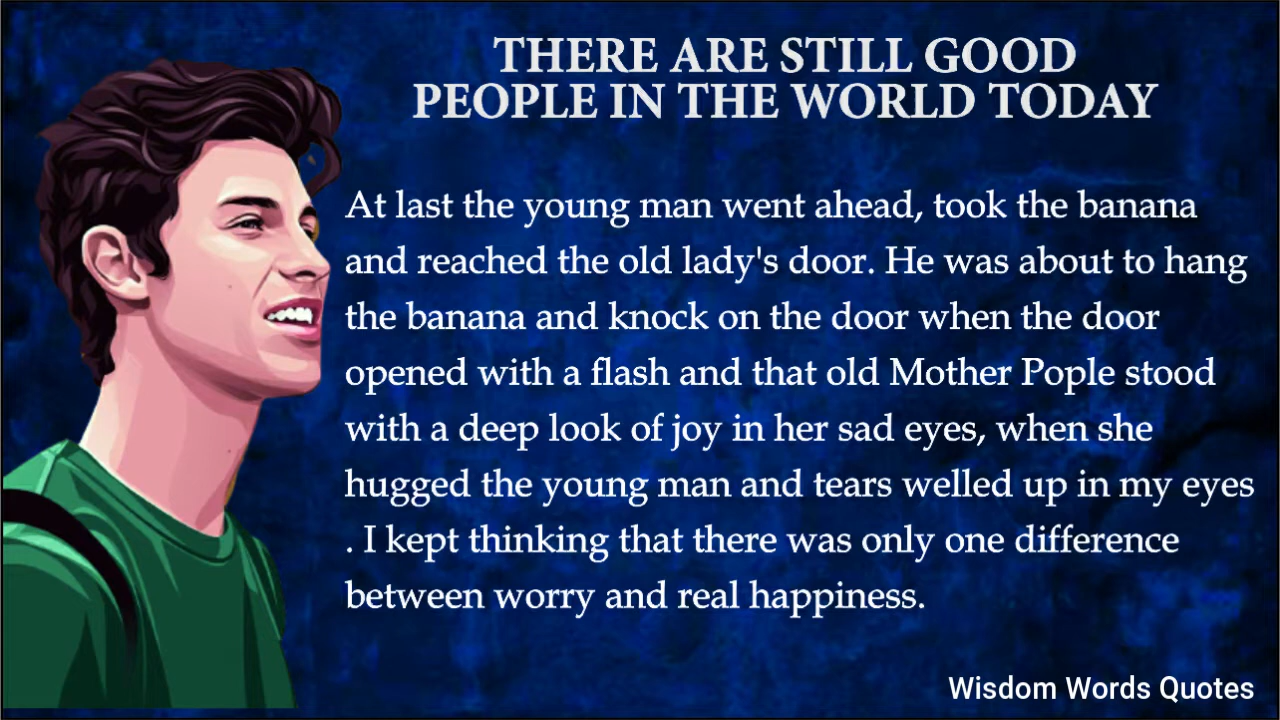 THERE ARE STILL GOOD
PEOPLE IN THE WORLD TODAY
At last the young man went ahead, took the banana
and reached the old lady's door. He was about to hang
the banana and knock on the door when the door
opened with a flash and that old Mother Pople stood
with a deep look of joy in her sad eyes, when she
hugged the young man and tears welled up in my eyes
. I kept thinking that there was only one difference
between worry and real happiness.
Wisdom Words Quotes